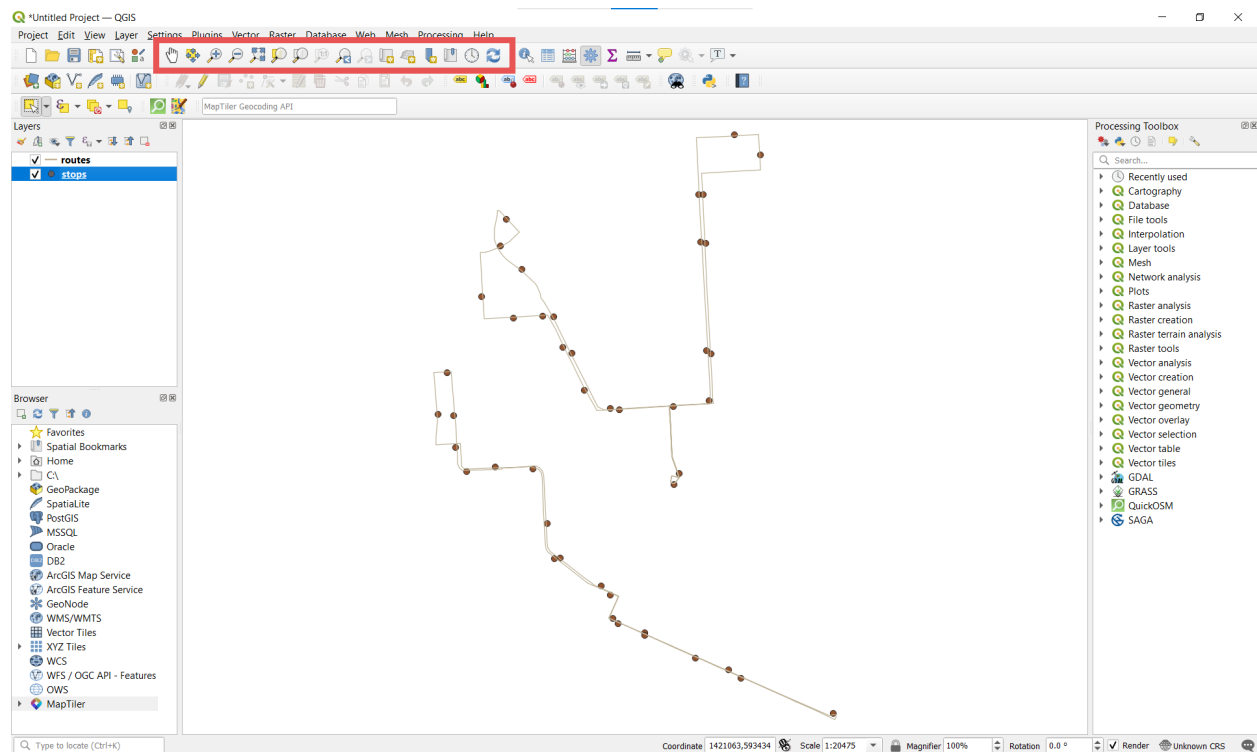 *Untitled Project — QGIS
Project Edit View Layer Settings Plugins Vector Raster Database Web Mesh Processing Help
abc abc abc
MapTiler Geocoding API
Layers
routes
stops
Browser
Favorites
Spatial Bookmarks
Home
C:\
GeoPackage
SpatiaLite
PostGIS
MSSQL
Oracle
DB2
ArcGIS Map Service
ArcGIS Feature Service
GeoNode
WMS/WMTS
Vector Tiles
XYZ Tiles
WCS
WFS / OGC API - Features
OWS
MapTiler
Processing Toolbox
Search...
Recently used
Cartography
Database
File tools
Interpolation
Layer tools
Mesh
Network analysis
Plots
Raster analysis
Raster creation
Raster terrain analysis
Raster tools
Vector analysis
Vector creation
Vector general
Vector geometry
Vector overlay
Vector selection
Vector table
Vector tiles
GDAL
GRASS
QuickOSM
SAGA
Type to locate (Ctrl+K)
Coordinate 1421063,593434 Scale 1:20475 Magnifier 100% Rotation 0.0 ° Render Unknown CRS